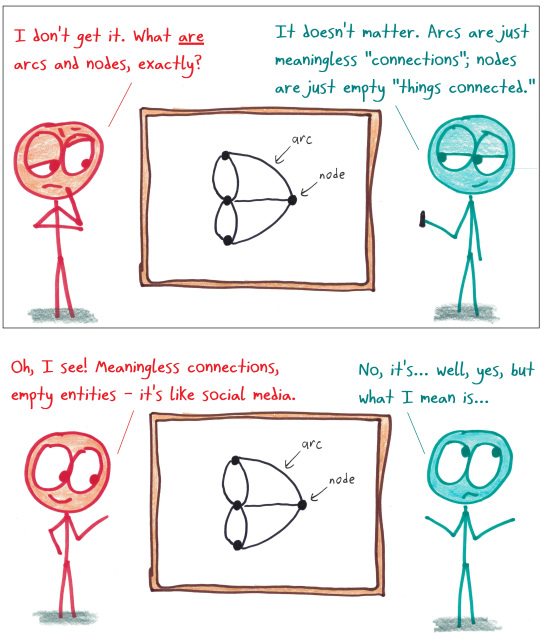 I don't get it. What are
arcs and nodes, exactly?
It doesn't matter. Arcs are just
meaningless "connections"; nodes
are just empty "things connected."
arc
node
Oh, I see! Meaningless connections,
empty entities – it's like social media.
No, it's... well, yes, but
what I mean is...
arc
node